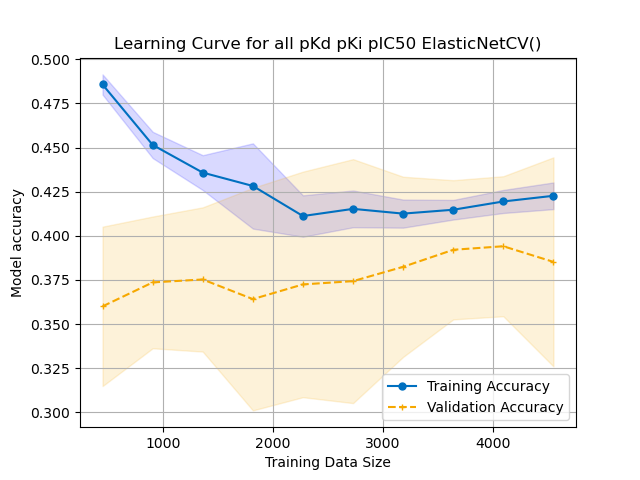 Learning Curve for all pKd pKi pIC50 ElasticNetCV()
0.500
0.475
0.450
0.425
0.400
0.375
0.350
0.325
0.300
Model accuracy
Training Accuracy
Validation Accuracy
1000 2000 3000 4000
Training Data Size